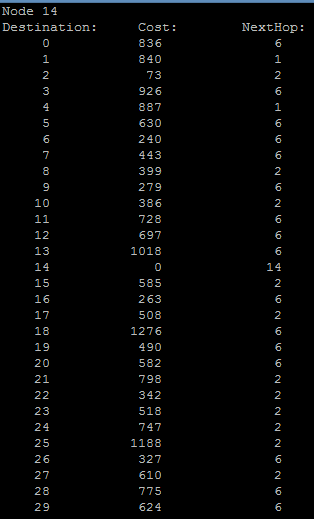 Node 14
Destination: Cost: NextHop:
0 836 6
1 840 1
2 73 2
3 926 6
4 887 1
5 630 6
6 240 6
7 443 6
8 399 2
9 279 6
10 386 2
11 728 6
12 697 6
13 1018 6
14 0 14
15 585 2
16 263 6
17 508 2
18 1276 6
19 490 6
20 582 6
21 798 2
22 342 2
23 518 2
24 747 2
25 1188 2
26 327 6
27 610 2
28 775 6
29 624 6